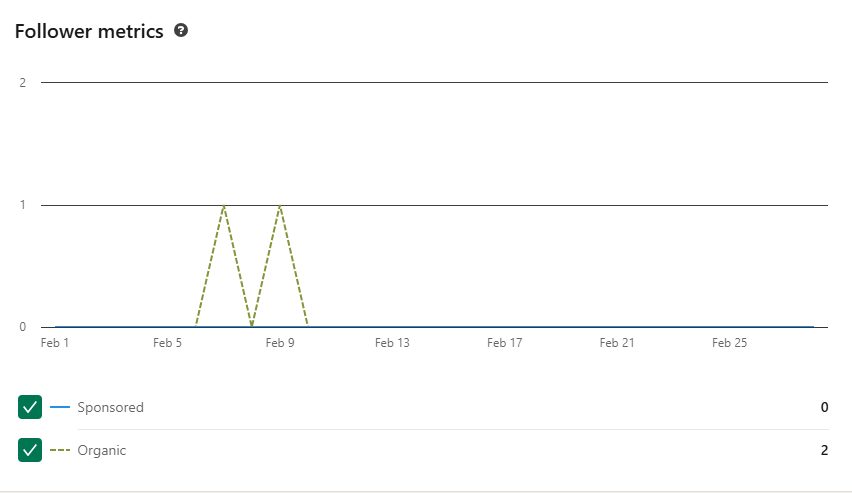 Follower metrics ?
2
1
0
Feb 1 Feb 5 Feb 9 Feb 13 Feb 17 Feb 21 Feb 25
Sponsored 0
Organic 2